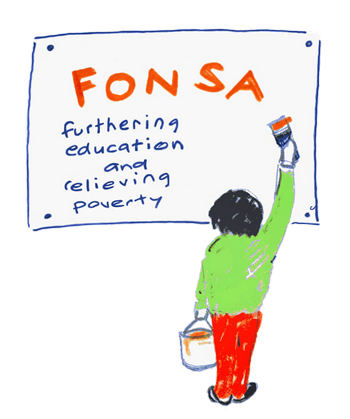 FONSA
furthering
education
and
relieving
poverty